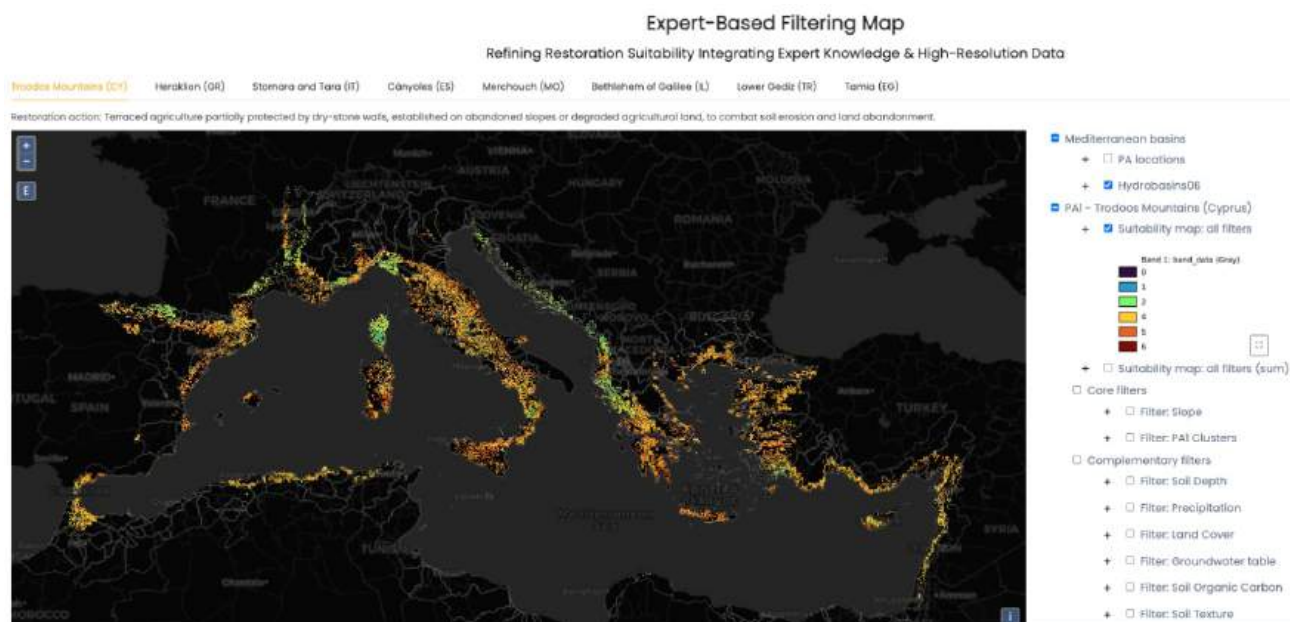 Expert-Based Filtering Map
Refining Restoration Suitability Integrating Expert Knowledge & High-Resolution Data
Troodos Mountains (CY) Heraklion (GR) Stornara and Tara (IT) Cànyoles (ES) Merchouch (MO) Bethlehem of Galilee (IL) Lower Gediz (TR) Tamia (EG)
Restoration action: Terraced agriculture partially protected by dry-stone walls, established on abandoned slopes or degraded agricultural land, to combat soil erosion and land abandonment.
+
−
E
Mediterranean basins
+ PA locations
+ Hydrobasins06
PA1 - Trodoos Mountains (Cyprus)
+ Suitability map: all filters
Band 1: band_data (Gray)
0
1
2
4
5
6
+ Suitability map: all filters (sum)
Core filters
+ Filter: Slope
+ Filter: PA1 Clusters
Complementary filters
+ Filter: Soil Depth
+ Filter: Precipitation
+ Filter: Land Cover
+ Filter: Groundwater table
+ Filter: Soil Organic Carbon
+ Filter: Soil Texture
FRANCE
AUSTRIA
HUNGARY
MOLDOVA
ROMANIA
MADRID
SPAIN
TURKEY
SYRIA
MOROCCO
i